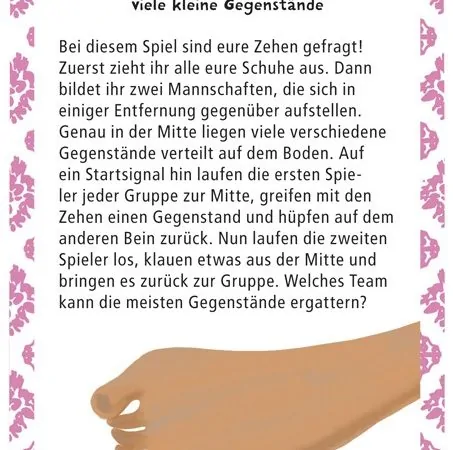 viele kleine Gegenstände
Bei diesem Spiel sind eure Zehen gefragt!
Zuerst zieht ihr alle eure Schuhe aus. Dann
bildet ihr zwei Mannschaften, die sich in
einiger Entfernung gegenüber aufstellen.
Genau in der Mitte liegen viele verschiedene
Gegenstände verteilt auf dem Boden. Auf
ein Startsignal hin laufen die ersten Spie-
ler jeder Gruppe zur Mitte, greifen mit den
Zehen einen Gegenstand und hüpfen auf dem
anderen Bein zurück. Nun laufen die zweiten
Spieler los, klauen etwas aus der Mitte und
bringen es zurück zur Gruppe. Welches Team
kann die meisten Gegenstände ergattern?